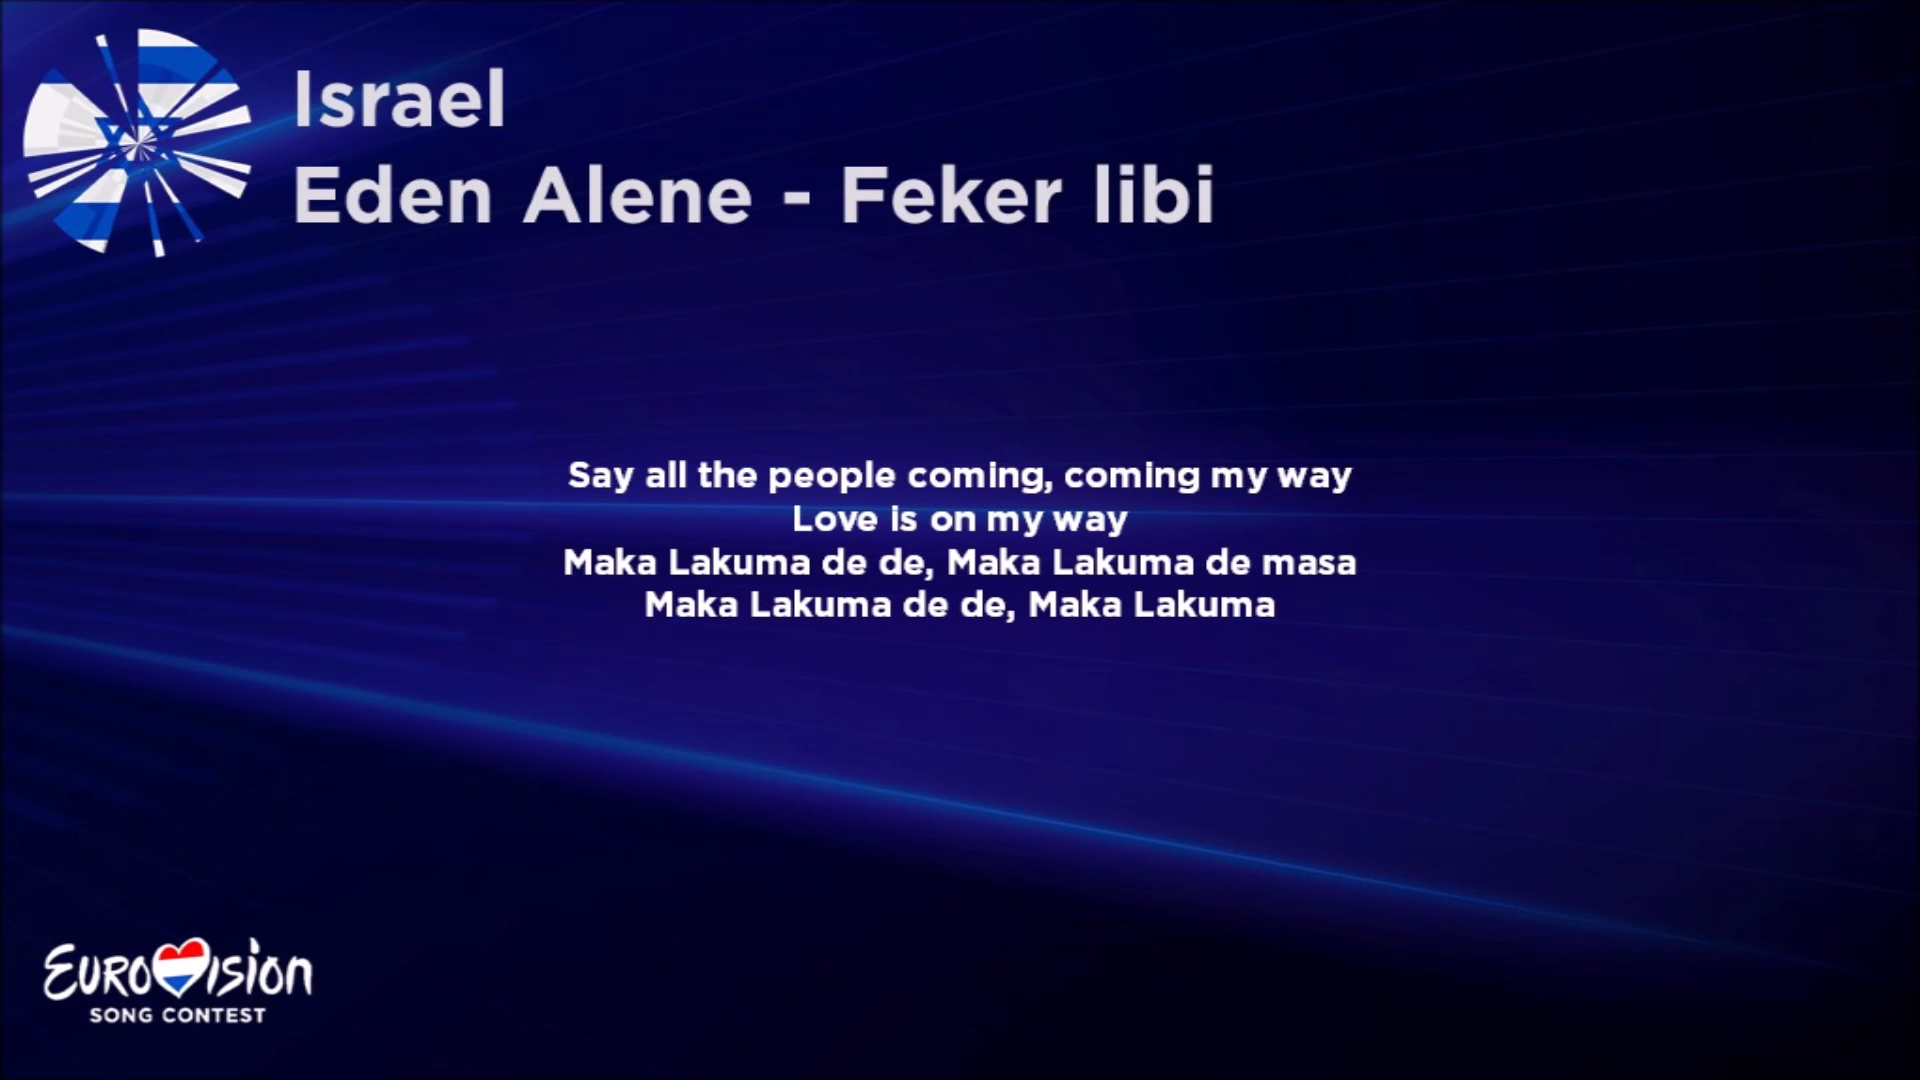 Israel
Eden Alene - Feker libi
Say all the people coming, coming my way
Love is on my way
Maka Lakuma de de, Maka Lakuma de masa
Maka Lakuma de de, Maka Lakuma
EUROVISION
SONG CONTEST